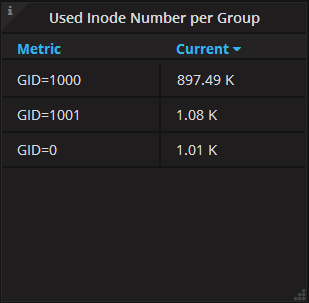 Used Inode Number per Group
Metric Current
GID=1000 897.49 K
GID=1001 1.08 K
GID=0 1.01 K